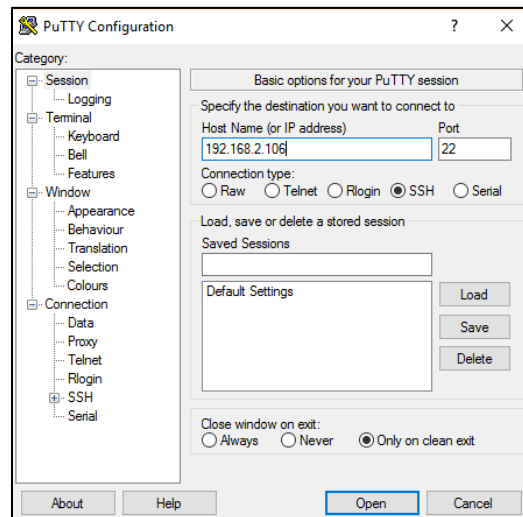 PuTTY Configuration
? ×
Category:
Session
Logging
Terminal
Keyboard
Bell
Features
Window
Appearance
Behaviour
Translation
Selection
Colours
Connection
Data
Proxy
Telnet
Rlogin
SSH
Serial
Basic options for your PuTTY session
Specify the destination you want to connect to
Host Name (or IP address) Port
192.168.2.106 22
Connection type:
Raw Telnet Rlogin SSH Serial
Load, save or delete a stored session
Saved Sessions
Default Settings
Load
Save
Delete
Close window on exit:
Always Never Only on clean exit
About Help Open Cancel